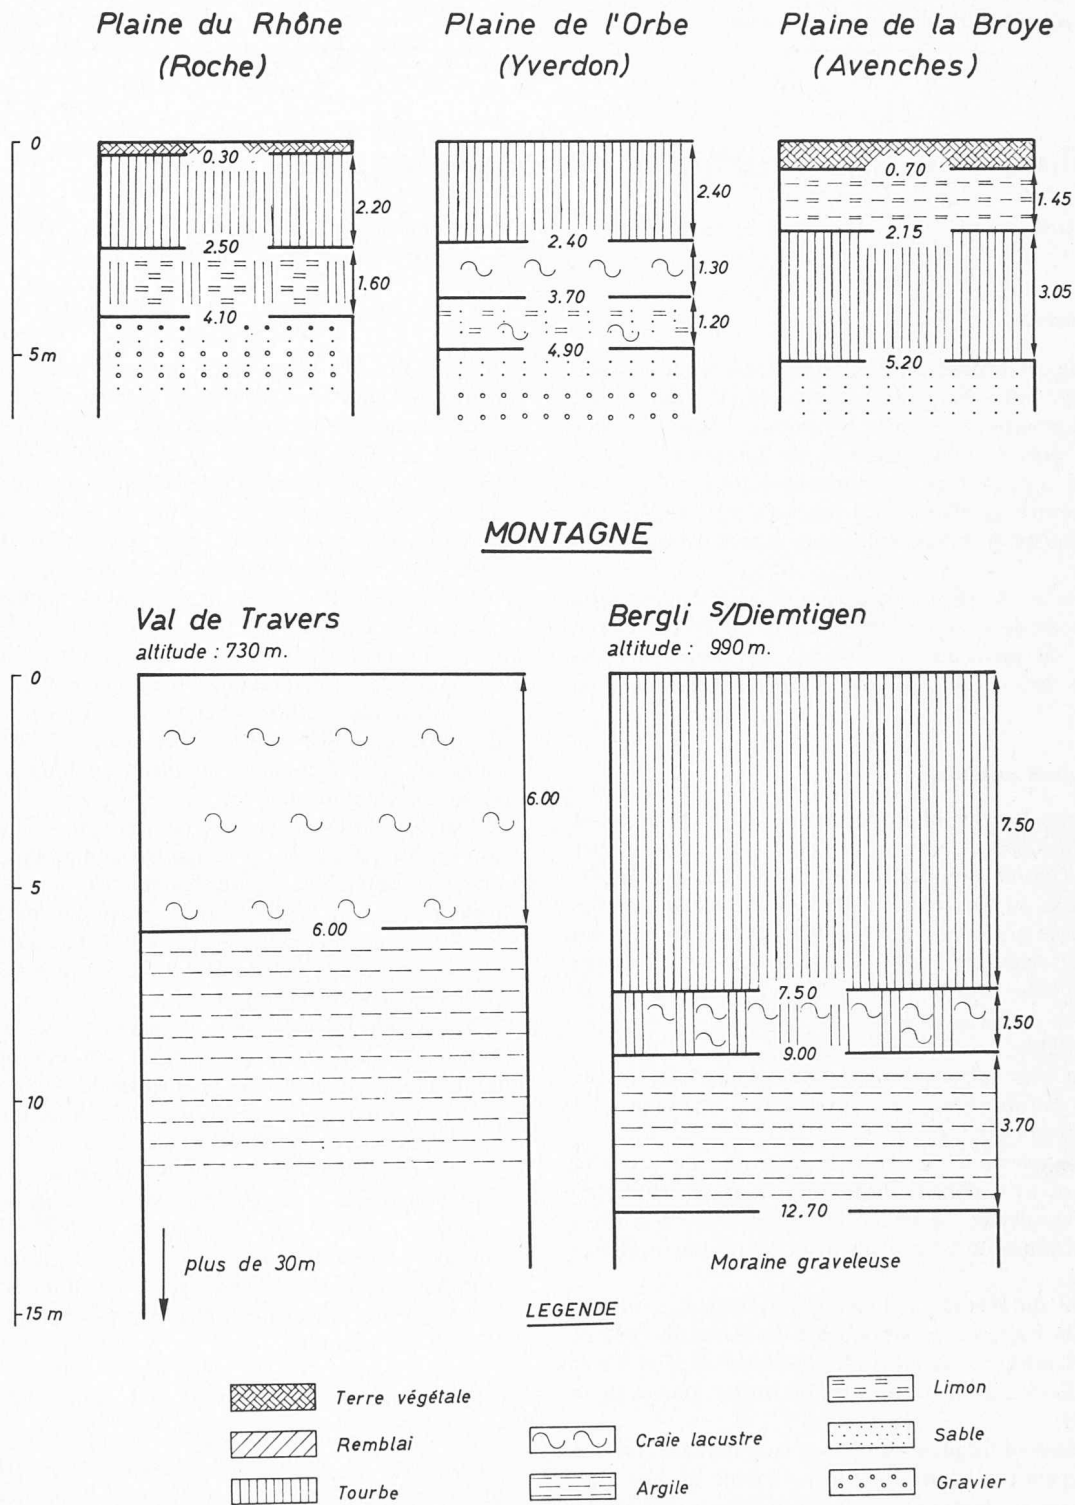 Plaine du Rhône
(Roche)
Plaine de l'Orbe
(Yverdon)
Plaine de la Broye
(Avenches)
0
5m
0.30
2.20
2.50
1.60
4.10
2.40
2.40
1.30
3.70
1.20
4.90
0.70
1.45
2.15
3.05
5.20
MONTAGNE
Val de Travers
altitude : 730 m.
Bergli s/Diemtigen
altitude : 990 m.
0
5
10
15 m
6.00
6.00
plus de 30m
7.50
7.50
1.50
9.00
3.70
12.70
Moraine graveleuse
LEGENDE
Terre végétale
Remblai
Tourbe
Craie lacustre
Argile
Limon
Sable
Gravier